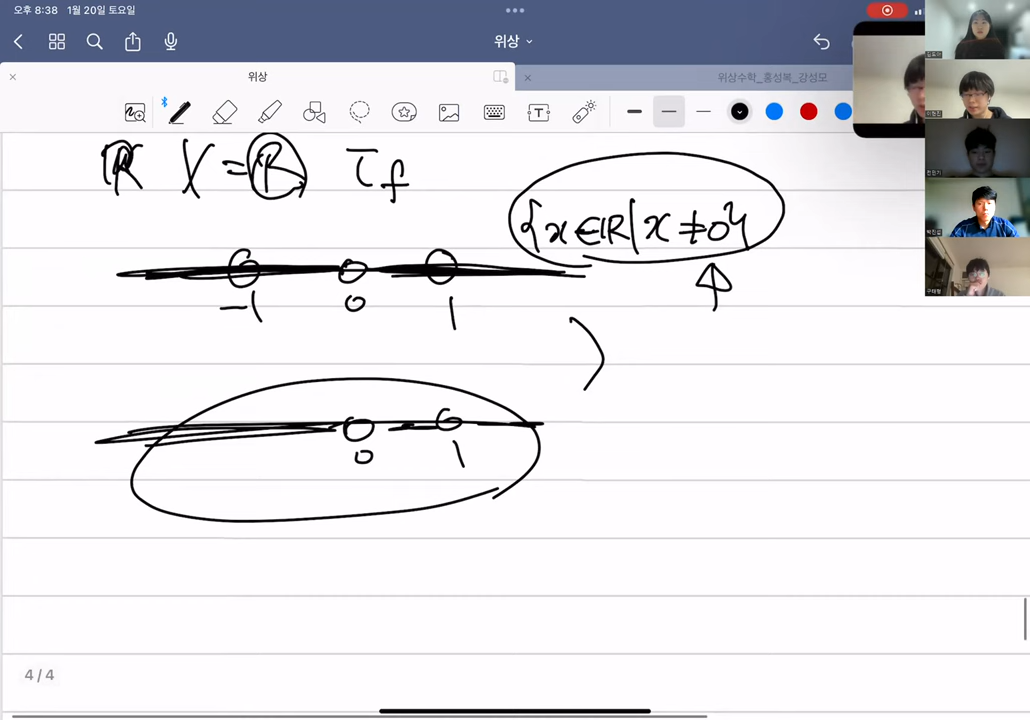 오후 8:38 1월 20일 토요일
위상
위상
위상수학_홍성복_강성모
T
R X = R τf
{x∈R | x ≠ 0}
-1 0 1
0 1
4 / 4